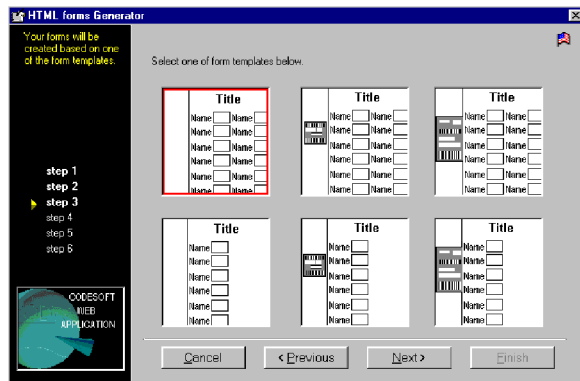 HTML forms Generator
Your forms will be
created based on one
of the form templates.
Select one of form templates below.
Title
Name Name
Name Name
Name Name
Name Name
Name Name
Name Name
Title
Name Name
Name Name
Name Name
Name Name
Name Name
Name Name
Title
Name Name
Name Name
Name Name
Name Name
Name Name
Name Name
step 1
step 2
step 3
step 4
step 5
step 6
Title
Name
Name
Name
Name
Name
Name
Title
Name
Name
Name
Name
Name
Name
Title
Name
Name
Name
Name
Name
Name
CODESOFT
WEB
APPLICATION
Cancel
< Previous
Next >
Finish